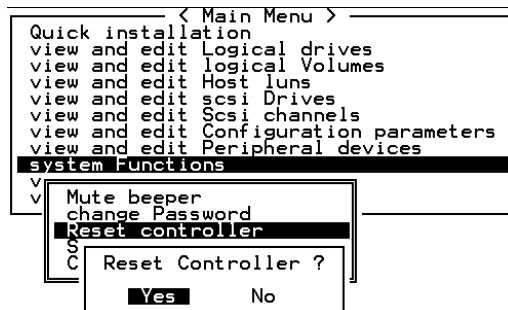 < Main Menu >
Quick installation
view and edit Logical drives
view and edit logical Volumes
view and edit Host luns
view and edit scsi Drives
view and edit Scsi channels
view and edit Configuration parameters
view and edit Peripheral devices
system Functions
v
v
Mute beeper
change Password
Reset controller
S
C
Reset Controller ?
Yes No